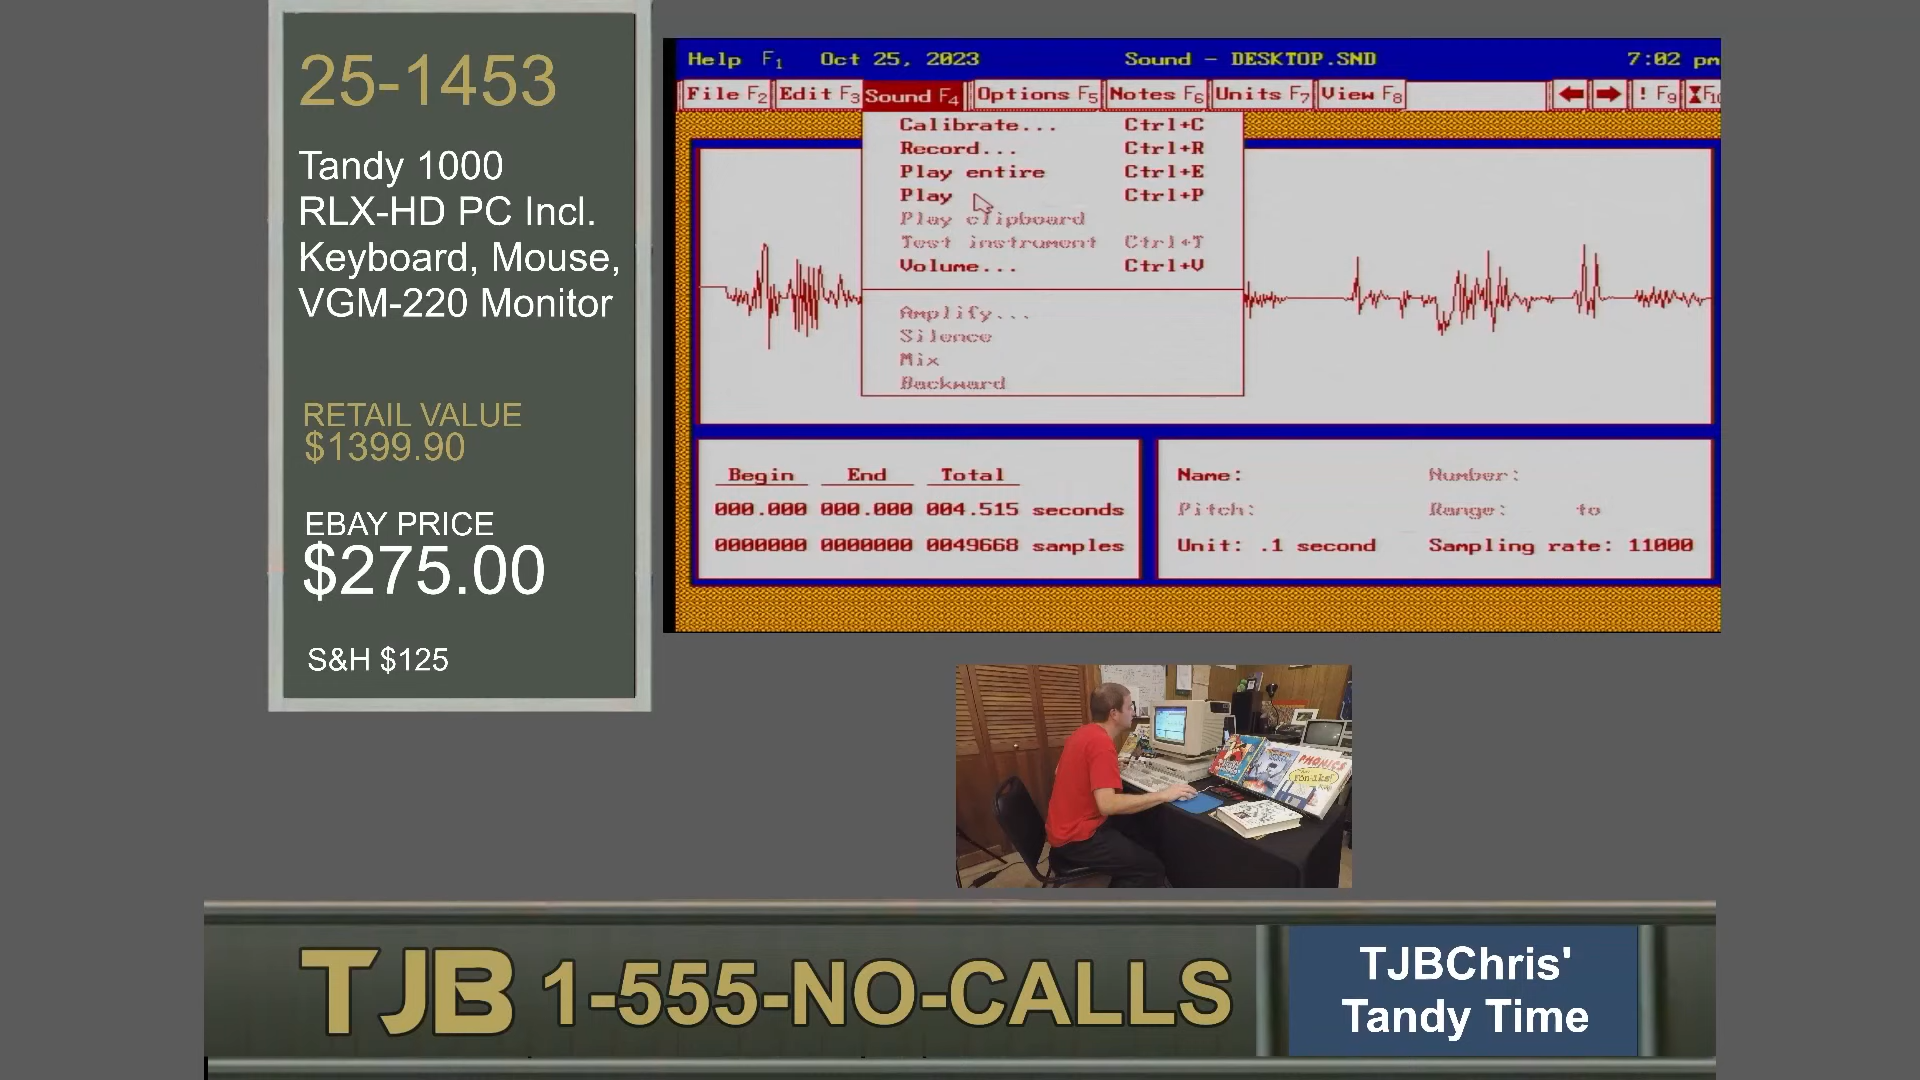 25-1453
Tandy 1000
RLX-HD PC Incl.
Keyboard, Mouse,
VGM-220 Monitor
RETAIL VALUE
$1399.90
EBAY PRICE
$275.00
S&H $125
Help F1 Oct 25, 2023 Sound - DESKTOP.SND 7:02 pm
File F2 Edit F3 Sound F4 Options F5 Notes F6 Units F7 View F8 ! F9 F10
Calibrate... Ctrl+C
Record... Ctrl+R
Play entire Ctrl+E
Play Ctrl+P
Play clipboard
Test instrument Ctrl+T
Volume... Ctrl+V
Amplify...
Silence
Mix
Backward
Begin End Total
000.000 000.000 004.515 seconds
0000000 0000000 0049668 samples
Name: Number:
Pitch: Range: to
Unit: .1 second Sampling rate: 11000
PHONICS
TJB 1-555-NO-CALLS
TJBChris'
Tandy Time